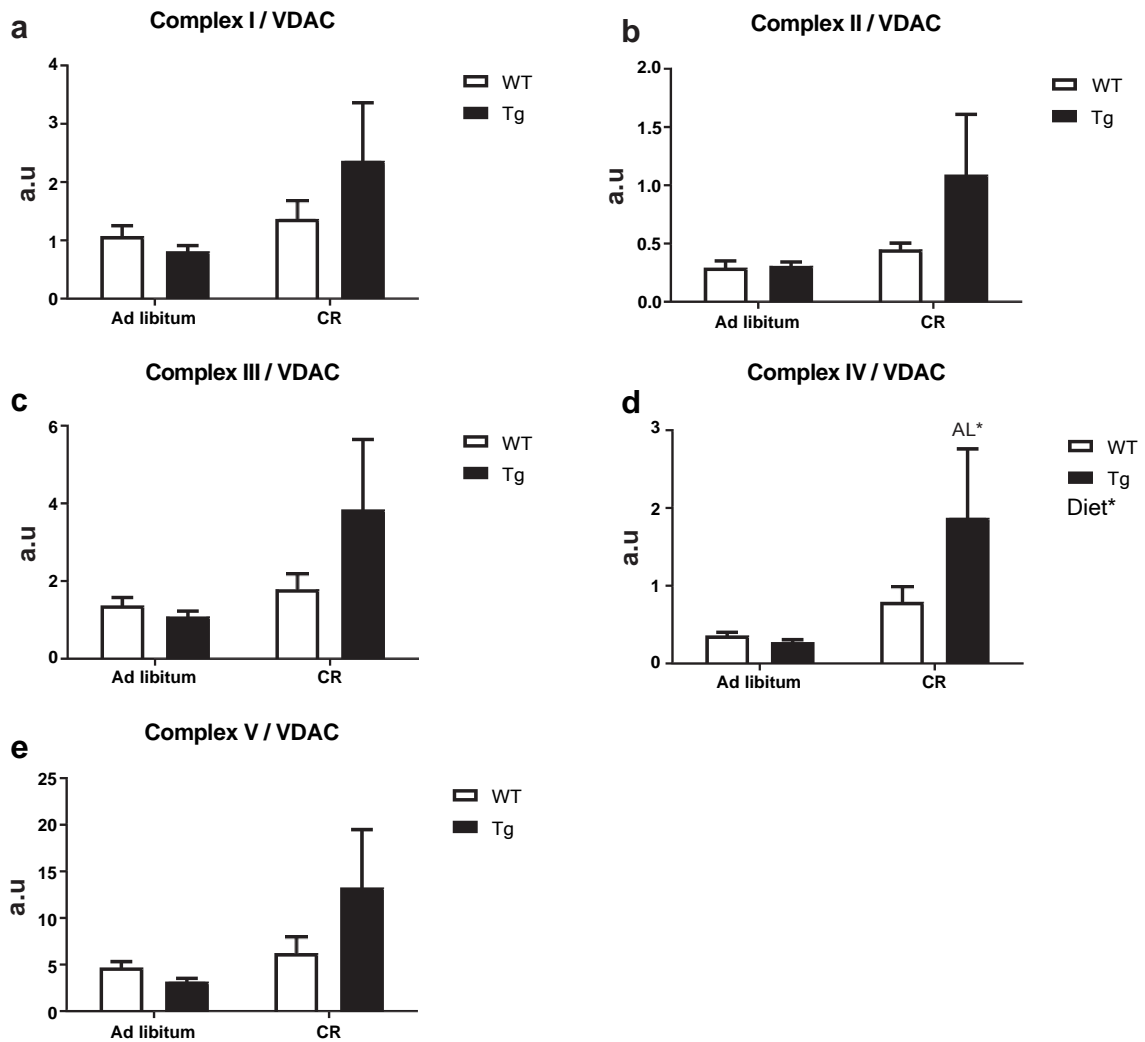 a
Complex I / VDAC
4
3
2
1
0
a.u
Ad libitum
CR
WT
Tg
b
Complex II / VDAC
2.0
1.5
1.0
0.5
0.0
a.u
Ad libitum
CR
WT
Tg
c
Complex III / VDAC
6
4
2
0
a.u
Ad libitum
CR
WT
Tg
d
Complex IV / VDAC
3
2
1
0
a.u
AL*
Ad libitum
CR
WT
Tg
Diet*
e
Complex V / VDAC
25
20
15
10
5
0
a.u
Ad libitum
CR
WT
Tg